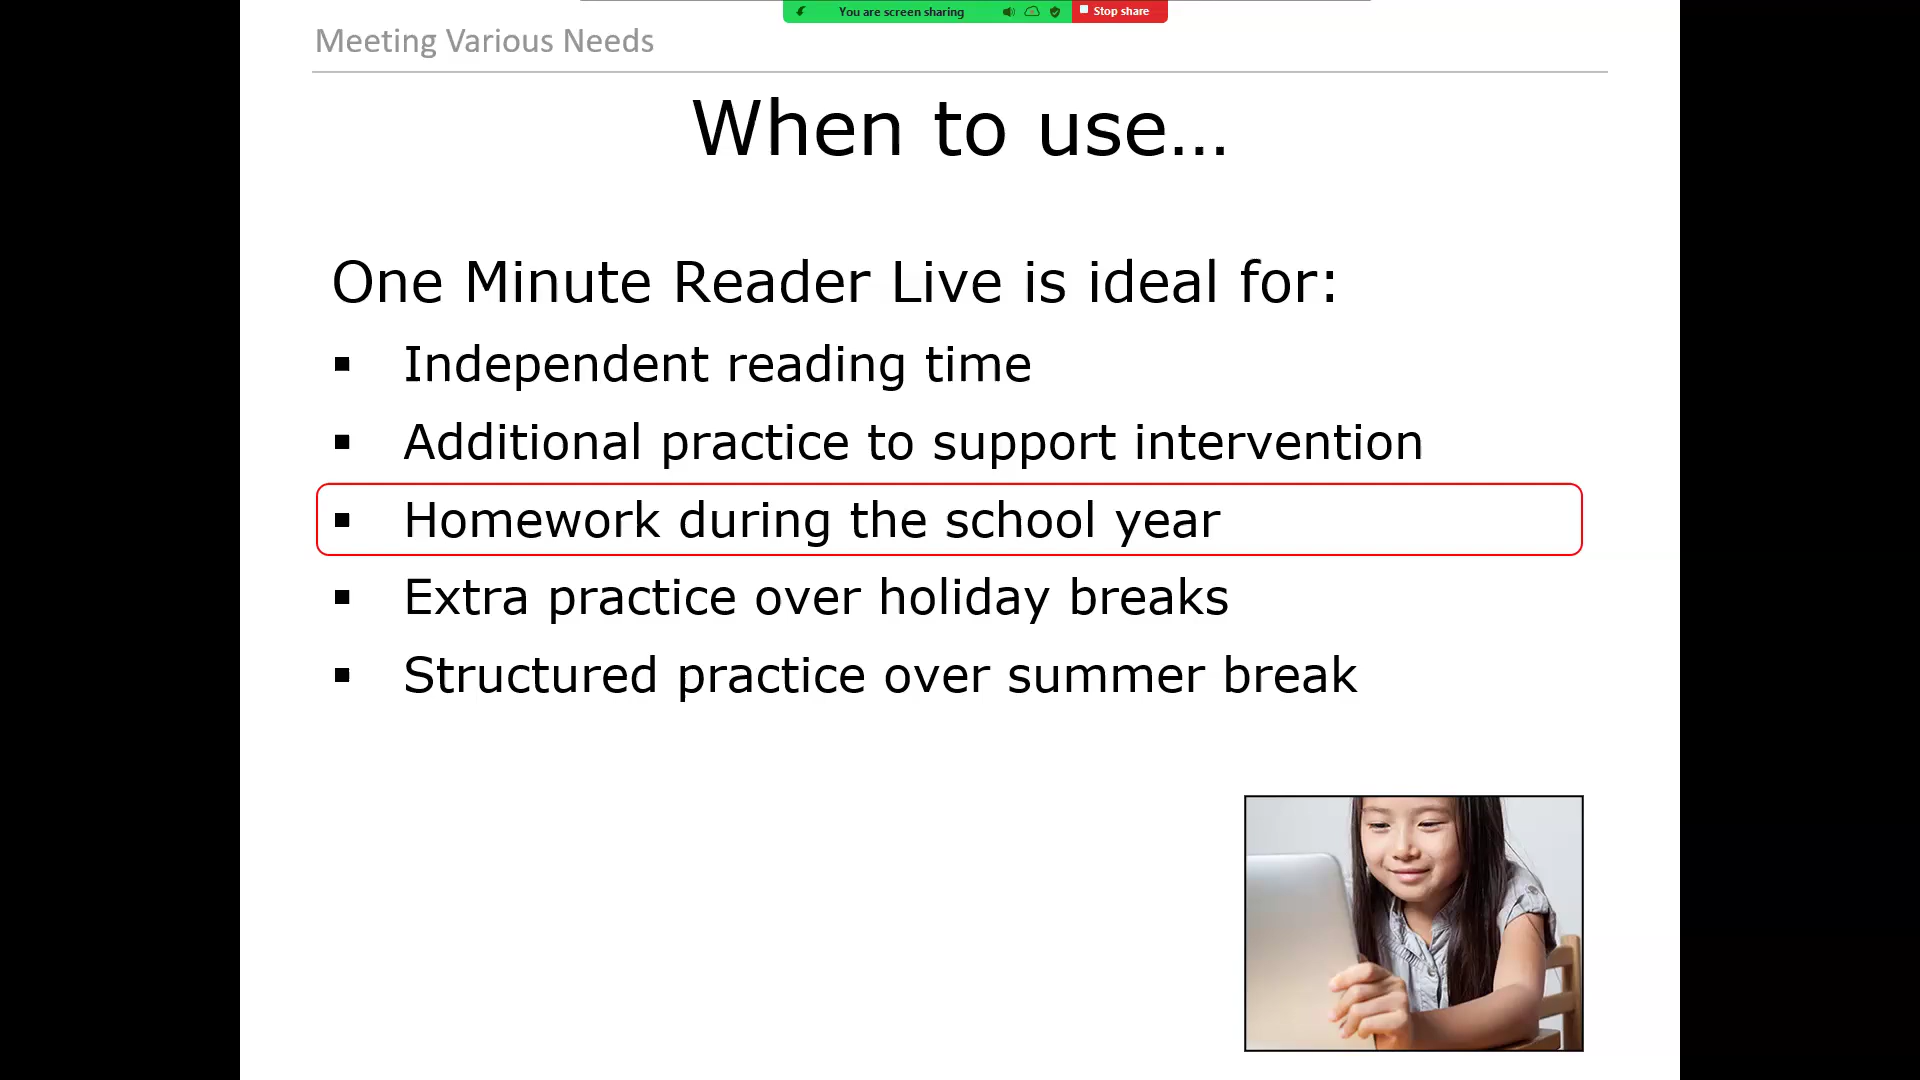 You are screen sharing
Stop share
Meeting Various Needs
When to use...
One Minute Reader Live is ideal for:
▪ Independent reading time
▪ Additional practice to support intervention
▪ Homework during the school year
▪ Extra practice over holiday breaks
▪ Structured practice over summer break